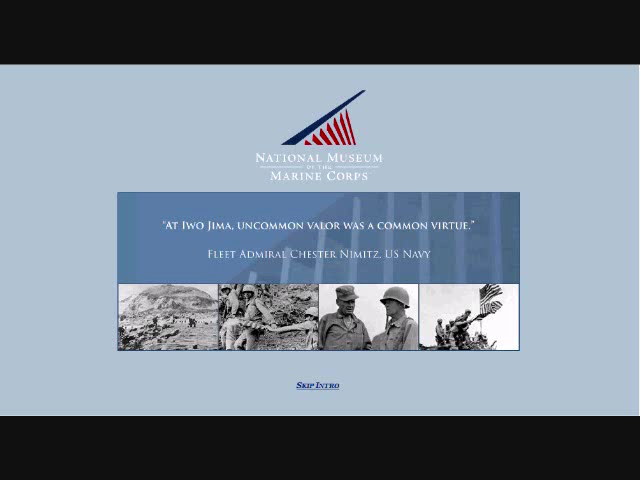 National Museum
of the
Marine Corps
“At Iwo Jima, uncommon valor was a common virtue.”
Fleet Admiral Chester Nimitz, US Navy
Skip Intro